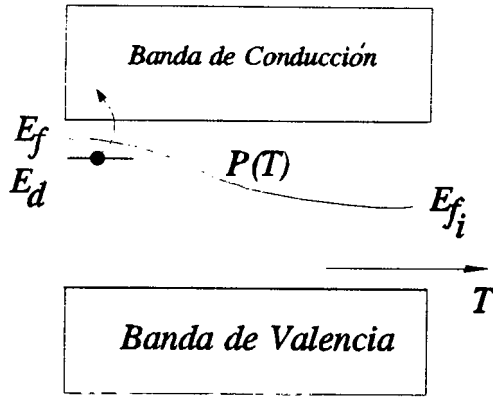 Banda de Conducción
E_f
E_d
P(T)
E_{f_i}
T
Banda de Valencia